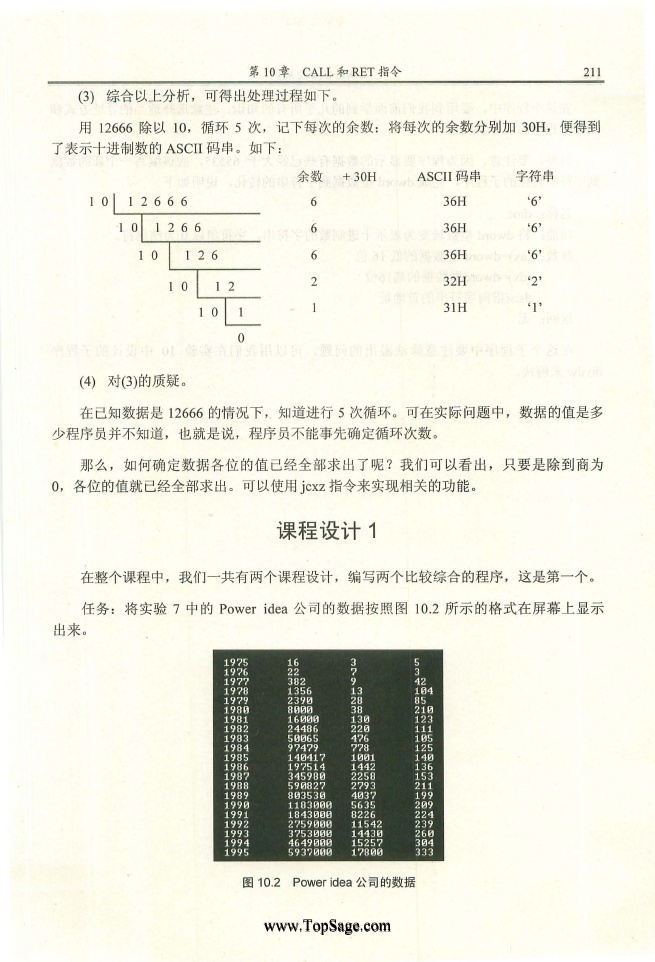 第 10 章 CALL 和 RET 指令 211
(3) 综合以上分析，可得出处理过程如下。
用 12666 除以 10，循环 5 次，记下每次的余数；将每次的余数分别加 30H，便得到
了表示十进制数的 ASCII 码串。如下：
余数 +30H ASCII 码串 字符串
10 12666 6 36H ‘6’
10 1266 6 36H ‘6’
10 126 6 36H ‘6’
10 12 2 32H ‘2’
10 1 1 31H ‘1’
0
(4) 对(3)的质疑。
在已知数据是 12666 的情况下，知道进行 5 次循环。可在实际问题中，数据的值是多
少程序员并不知道，也就是说，程序员不能事先确定循环次数。
那么，如何确定数据各位的值已经全部求出了呢？我们可以看出，只要是除到商为
0，各位的值就已经全部求出。可以使用 jcxz 指令来实现相关的功能。
课程设计 1
在整个课程中，我们一共有两个课程设计，编写两个比较综合的程序，这是第一个。
任务：将实验 7 中的 Power idea 公司的数据按照图 10.2 所示的格式在屏幕上显示
出来。
1975 16 3 5
1976 22 7 3
1977 382 9 42
1978 1356 13 104
1979 2390 28 85
1980 8000 38 210
1981 16000 130 123
1982 24486 220 111
1983 50065 476 105
1984 97479 778 125
1985 140417 1001 140
1986 197514 1442 136
1987 345980 2258 153
1988 590827 2793 211
1989 803530 4037 199
1990 1183000 5635 209
1991 1843000 8226 224
1992 2759000 11542 239
1993 3753000 14430 260
1994 4649000 15257 304
1995 5937000 17800 333
图 10.2 Power idea 公司的数据
www.TopSage.com